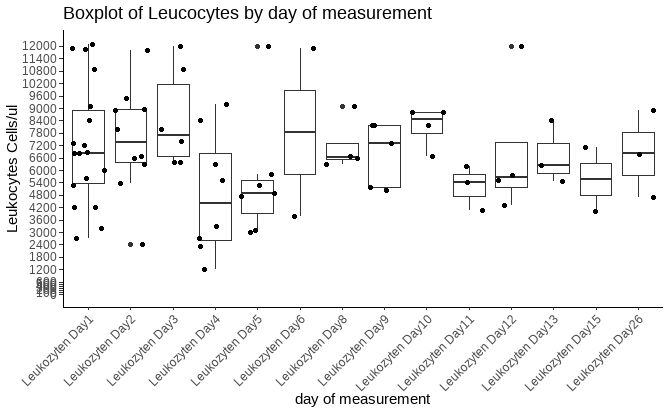 Boxplot of Leucocytes by day of measurement
Leukocytes Cells/ul
12000
11400
10800
10200
9600
9000
8400
7800
7200
6600
6000
5400
4800
4200
3600
3000
2400
1800
1200
600
Leukozyten Day1
Leukozyten Day2
Leukozyten Day3
Leukozyten Day4
Leukozyten Day5
Leukozyten Day6
Leukozyten Day8
Leukozyten Day9
Leukozyten Day10
Leukozyten Day11
Leukozyten Day12
Leukozyten Day13
Leukozyten Day15
Leukozyten Day26
day of measurement